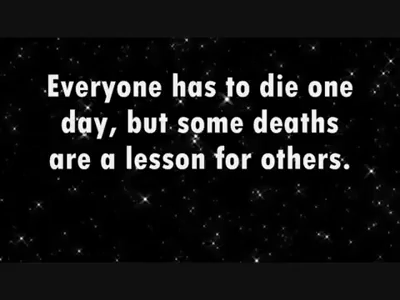 Everyone has to die one
day, but some deaths
are a lesson for others.